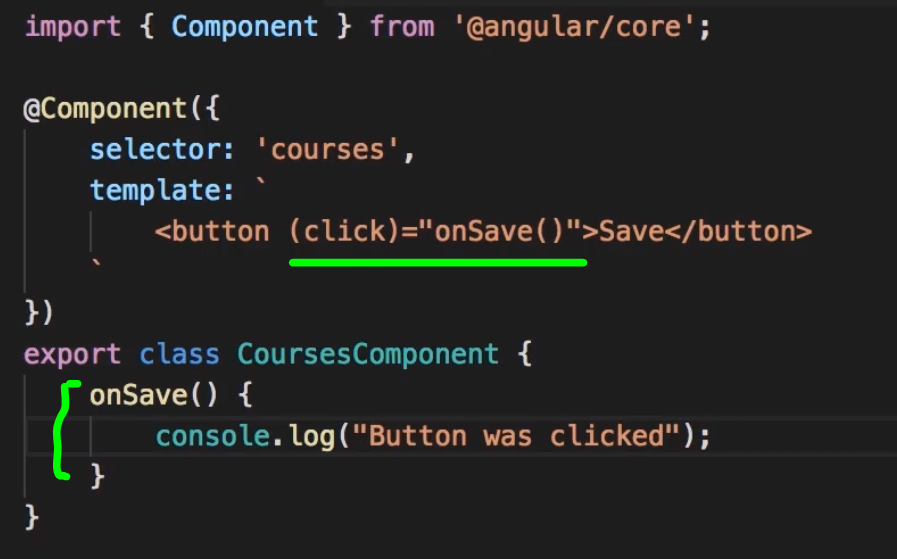 import { Component } from '@angular/core';
@Component({
selector: 'courses',
template: `
<button (click)="onSave()">Save</button>
`
})
export class CoursesComponent {
onSave() {
console.log("Button was clicked");
}
}